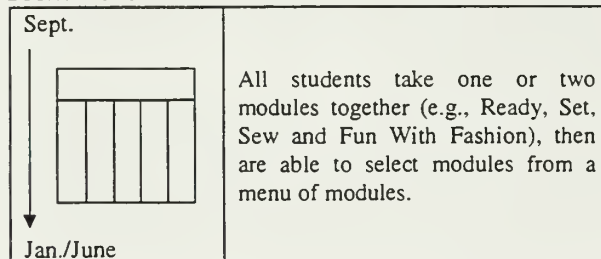 Sept.
All students take one or two
modules together (e.g., Ready, Set,
Sew and Fun With Fashion), then
are able to select modules from a
menu of modules.
Jan./June